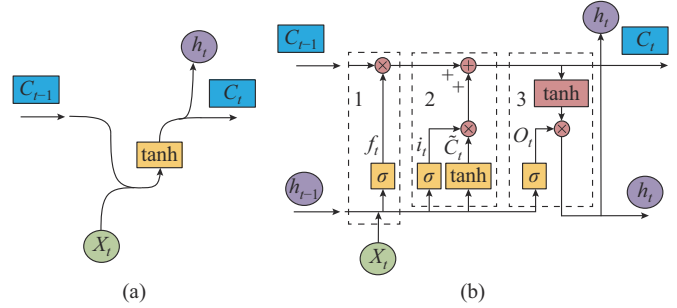 h_t
C_{t-1}
C_t
tanh
X_t
(a)
h_t
C_{t-1}
C_t
×
+
+
+
1
2
3
tanh
f_t
i_t
×
C̃_t
O_t
×
h_{t-1}
σ
σ
tanh
σ
h_t
X_t
(b)